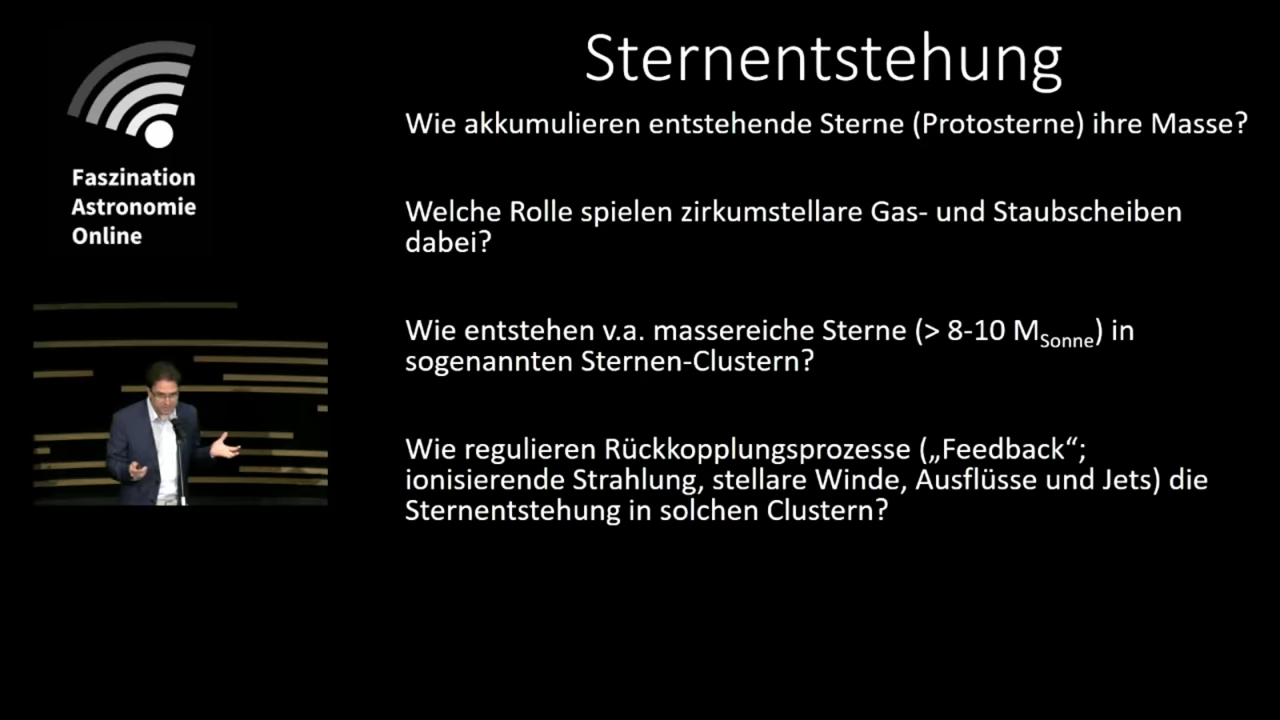 Sternentstehung
Wie akkumulieren entstehende Sterne (Protosterne) ihre Masse?
Welche Rolle spielen zirkumstellare Gas- und Staubscheiben
dabei?
Wie entstehen v.a. massereiche Sterne (> 8-10 MSonne) in
sogenannten Sternen-Clustern?
Wie regulieren Rückkopplungsprozesse („Feedback“;
ionisierende Strahlung, stellare Winde, Ausflüsse und Jets) die
Sternentstehung in solchen Clustern?
Faszination
Astronomie
Online